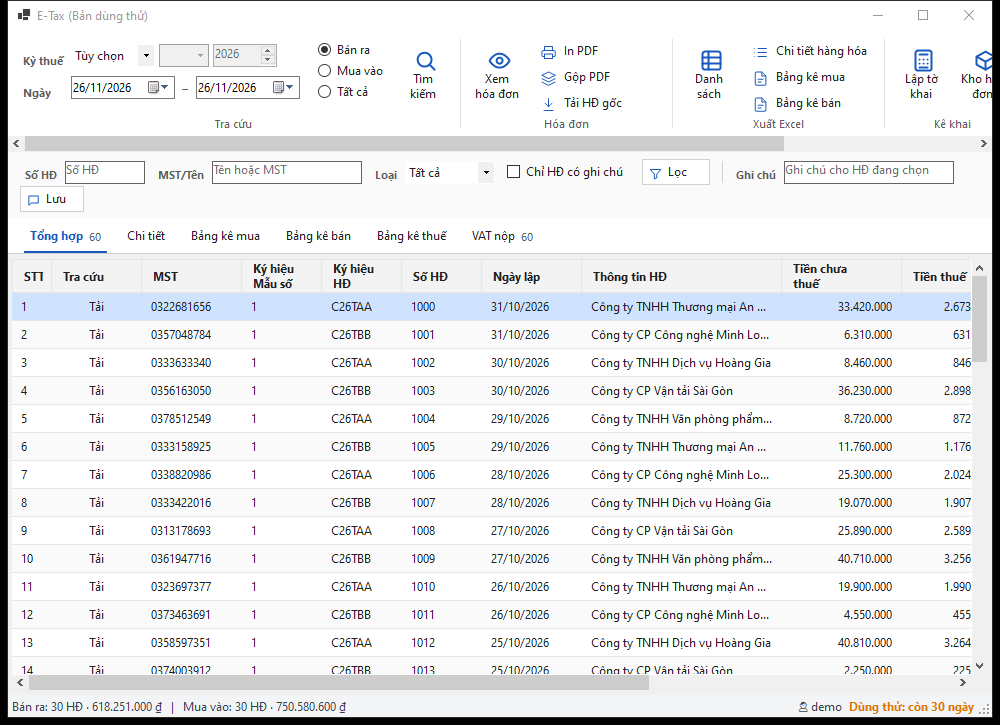 E-Tax (Bản dùng thử)
Kỳ thuế Tùy chọn 2026
Ngày 26/11/2026 – 26/11/2026
Bán ra
Mua vào
Tất cả
Tìm kiếm
Tra cứu
Xem hóa đơn
In PDF
Gộp PDF
Tải HĐ gốc
Hóa đơn
Danh sách
Chi tiết hàng hóa
Bảng kê mua
Bảng kê bán
Xuất Excel
Lập tờ khai
Kho h
đơn
Kê khai
Số HĐ Số HĐ MST/Tên Tên hoặc MST Loại Tất cả Chỉ HĐ có ghi chú Lọc Ghi chú Ghi chú cho HĐ đang chọn
Lưu
Tổng hợp 60 Chi tiết Bảng kê mua Bảng kê bán Bảng kê thuế VAT nộp 60
STT Tra cứu MST Ký hiệu Mẫu số Ký hiệu HĐ Số HĐ Ngày lập Thông tin HĐ Tiền chưa thuế Tiền thuế
1 Tải 0322681656 1 C26TAA 1000 31/10/2026 Công ty TNHH Thương mại An ... 33.420.000 2.673
2 Tải 0357048784 1 C26TBB 1001 31/10/2026 Công ty CP Công nghệ Minh Lo... 6.310.000 631
3 Tải 0333633340 1 C26TAA 1002 30/10/2026 Công ty TNHH Dịch vụ Hoàng Gia 8.460.000 846
4 Tải 0356163050 1 C26TBB 1003 30/10/2026 Công ty CP Vận tải Sài Gòn 36.230.000 2.898
5 Tải 0378512549 1 C26TAA 1004 29/10/2026 Công ty TNHH Văn phòng phẩm... 8.720.000 872
6 Tải 0333158925 1 C26TBB 1005 29/10/2026 Công ty TNHH Thương mại An ... 11.760.000 1.176
7 Tải 0338820986 1 C26TAA 1006 28/10/2026 Công ty CP Công nghệ Minh Lo... 25.300.000 2.024
8 Tải 0333422016 1 C26TBB 1007 28/10/2026 Công ty TNHH Dịch vụ Hoàng Gia 19.070.000 1.907
9 Tải 0313178693 1 C26TAA 1008 27/10/2026 Công ty CP Vận tải Sài Gòn 25.890.000 2.589
10 Tải 0361947716 1 C26TBB 1009 27/10/2026 Công ty TNHH Văn phòng phẩm... 40.710.000 3.256
11 Tải 0323697377 1 C26TAA 1010 26/10/2026 Công ty TNHH Thương mại An ... 19.900.000 1.990
12 Tải 0373463691 1 C26TBB 1011 26/10/2026 Công ty CP Công nghệ Minh Lo... 4.550.000 455
13 Tải 0358597351 1 C26TAA 1012 25/10/2026 Công ty TNHH Dịch vụ Hoàng Gia 40.810.000 3.264
14 Tải 0374003912 1 C26TBB 1013 25/10/2026 Công ty CP Vận tải Sài Gòn 2.250.000 225
Bán ra: 30 HĐ · 618.251.000 ₫ | Mua vào: 30 HĐ · 750.580.600 ₫ demo Dùng thử: còn 30 ngày